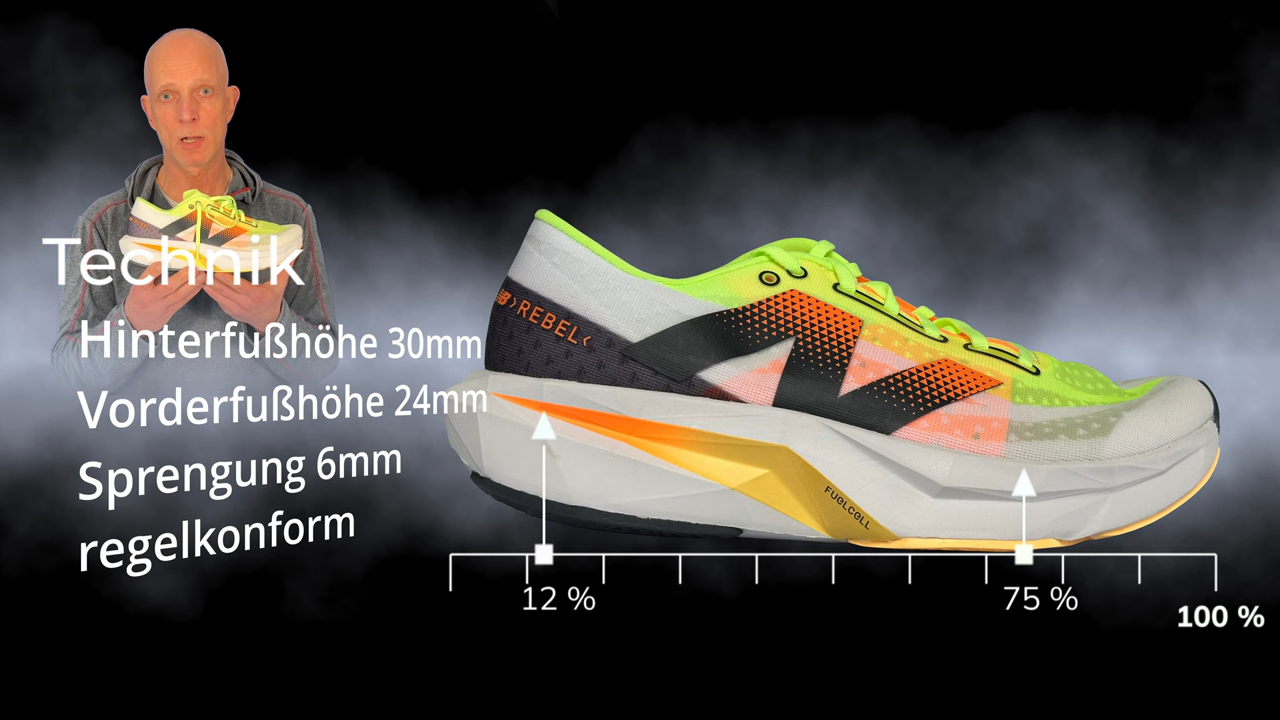 Technik
Hinterfußhöhe 30mm
Vorderfußhöhe 24mm
Sprengung 6mm
regelkonform
REBEL
FUELCELL
12 %
75 %
100 %